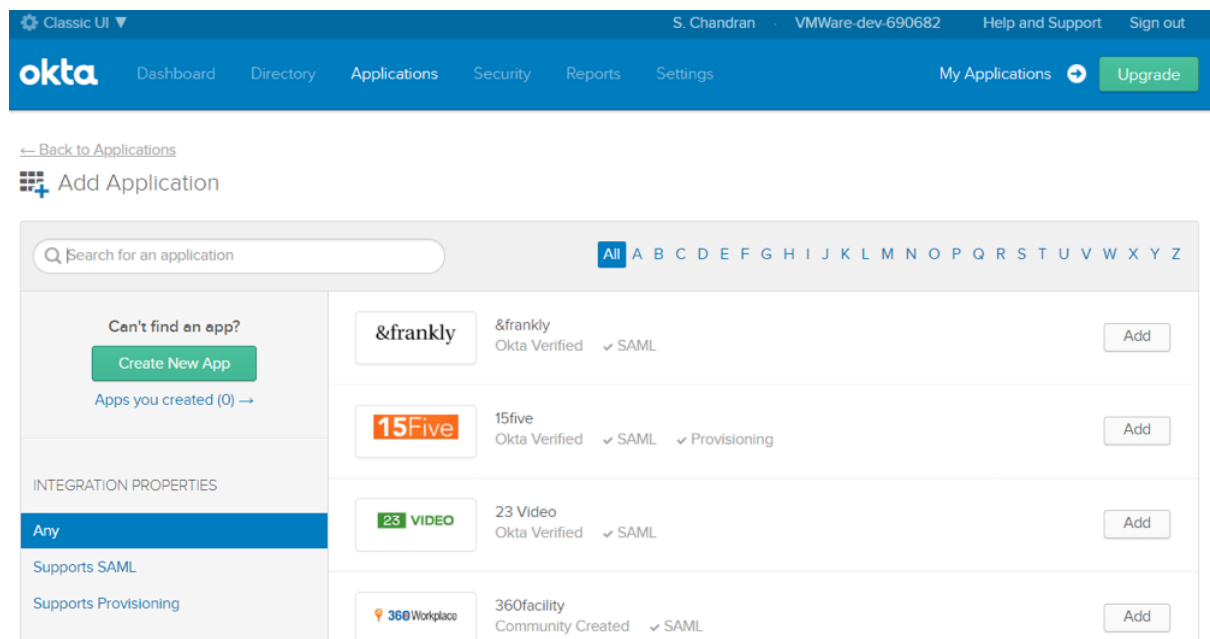 Classic UI ▼ S. Chandran · VMWare-dev-690682 Help and Support Sign out
okta Dashboard Directory Applications Security Reports Settings My Applications Upgrade
← Back to Applications
Add Application
Search for an application All A B C D E F G H I J K L M N O P Q R S T U V W X Y Z
Can't find an app?
Create New App
Apps you created (0) →
INTEGRATION PROPERTIES
Any
Supports SAML
Supports Provisioning
&frankly
&frankly
Okta Verified ✓ SAML
Add
15Five
15five
Okta Verified ✓ SAML ✓ Provisioning
Add
23 VIDEO
23 Video
Okta Verified ✓ SAML
Add
360Workplace
360facility
Community Created ✓ SAML
Add